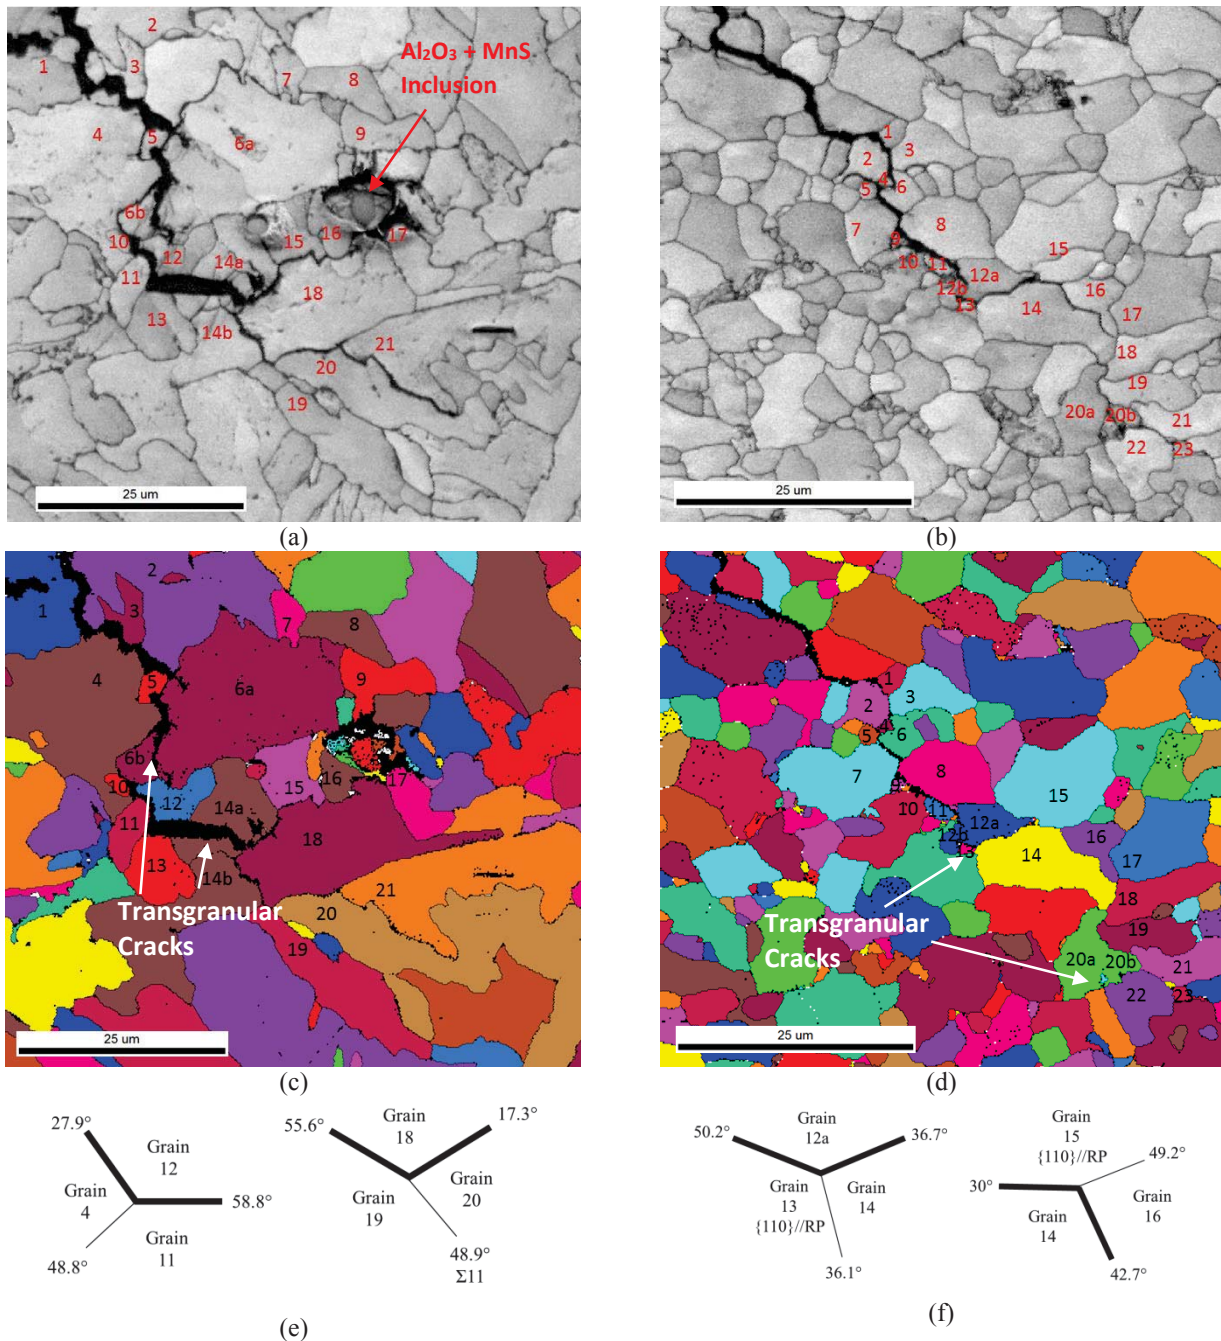 2
1
3
7
8
Al₂O₃ + MnS
Inclusion
4
5
6a
9
6b
10
12
11
14a
15
16
17
18
13
14b
21
20
19
25 um
(a)
1
2
3
4
5
6
7
8
9
10
11
12a
12b
13
15
14
16
17
18
19
20a
20b
21
22
23
25 um
(b)
2
1
3
7
8
4
5
6a
9
6b
10
12
11
14a
15
16
17
18
13
14b
21
20
19
Transgranular
Cracks
25 um
(c)
1
2
3
4
5
6
7
8
9
10
11
12a
12b
13
15
14
16
17
18
19
20a
20b
21
22
23
Transgranular
Cracks
25 um
(d)
27.9°
Grain
12
Grain
4
58.8°
Grain
11
48.8°
55.6°
Grain
18
17.3°
Grain
19
Grain
20
48.9°
Σ11
(e)
50.2°
Grain
12a
36.7°
Grain
13
{110}//RP
Grain
14
36.1°
Grain
15
{110}//RP
49.2°
30°
Grain
14
Grain
16
42.7°
(f)